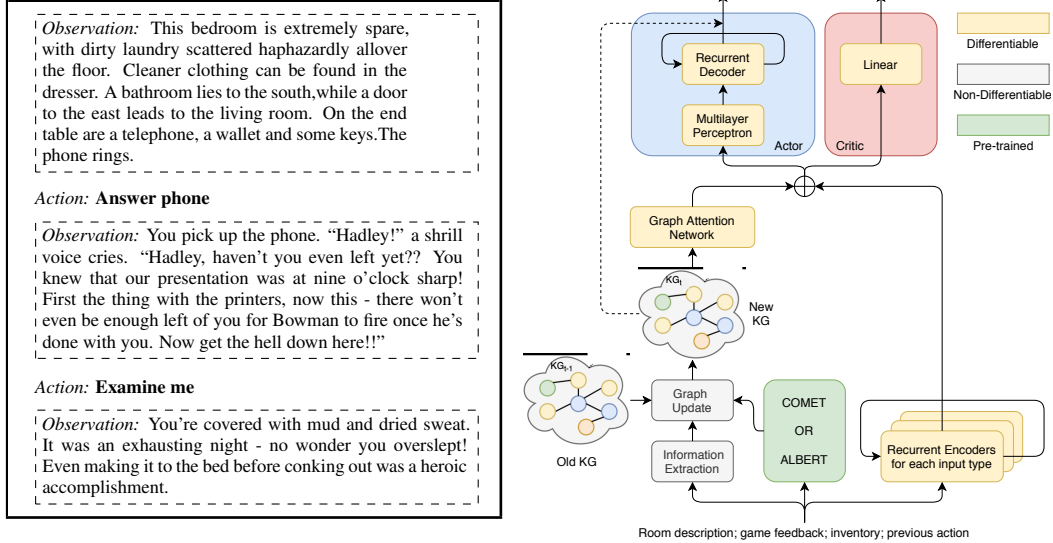 Observation: This bedroom is extremely spare,
with dirty laundry scattered haphazardly allover
the floor. Cleaner clothing can be found in the
dresser. A bathroom lies to the south,while a door
to the east leads to the living room. On the end
table are a telephone, a wallet and some keys.The
phone rings.
Action: Answer phone
Observation: You pick up the phone. “Hadley!” a shrill
voice cries. “Hadley, haven’t you even left yet?? You
knew that our presentation was at nine o’clock sharp!
First the thing with the printers, now this - there won’t
even be enough left of you for Bowman to fire once he’s
done with you. Now get the hell down here!!”
Action: Examine me
Observation: You’re covered with mud and dried sweat.
It was an exhausting night - no wonder you overslept!
Even making it to the bed before conking out was a heroic
accomplishment.
Recurrent
Decoder
Multilayer
Perceptron
Actor
Linear
Critic
Differentiable
Non-Differentiable
Pre-trained
Graph Attention
Network
KGt
New
KG
KGt-1
Old KG
Graph
Update
Information
Extraction
COMET
OR
ALBERT
Recurrent Encoders
for each input type
Room description; game feedback; inventory; previous action